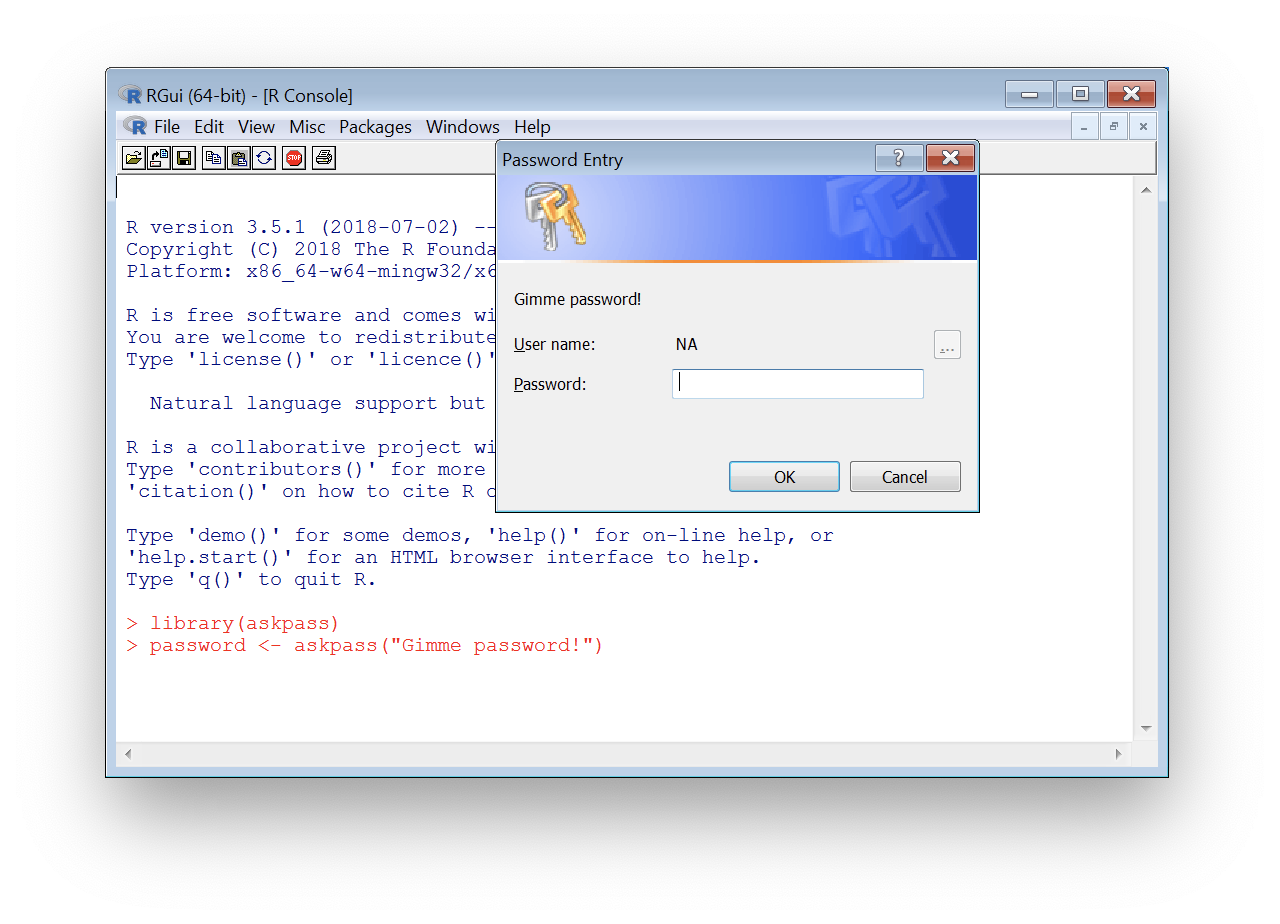 RGui (64-bit) - [R Console]
File Edit View Misc Packages Windows Help
STOP
R version 3.5.1 (2018-07-02) --
Copyright (C) 2018 The R Founda
Platform: x86_64-w64-mingw32/x6
R is free software and comes wi
You are welcome to redistribute
Type 'license()' or 'licence()'
Natural language support but
R is a collaborative project wi
Type 'contributors()' for more
'citation()' on how to cite R o
Type 'demo()' for some demos, 'help()' for on-line help, or
'help.start()' for an HTML browser interface to help.
Type 'q()' to quit R.
> library(askpass)
> password <- askpass("Gimme password!")
Password Entry
Gimme password!
User name: NA
...
Password:
OK Cancel